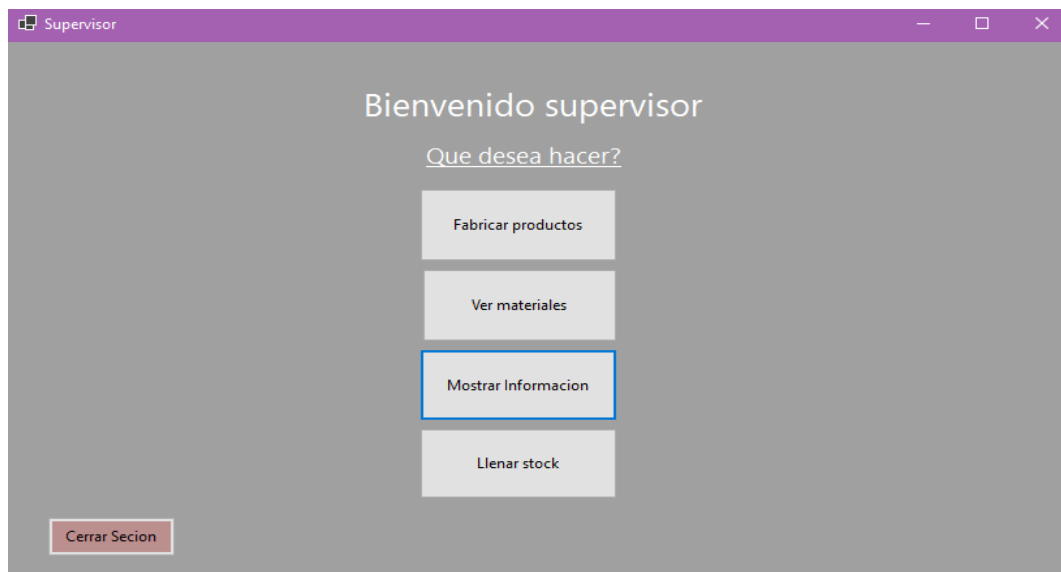 Supervisor
Bienvenido supervisor
Que desea hacer?
Fabricar productos
Ver materiales
Mostrar Informacion
Llenar stock
Cerrar Secion